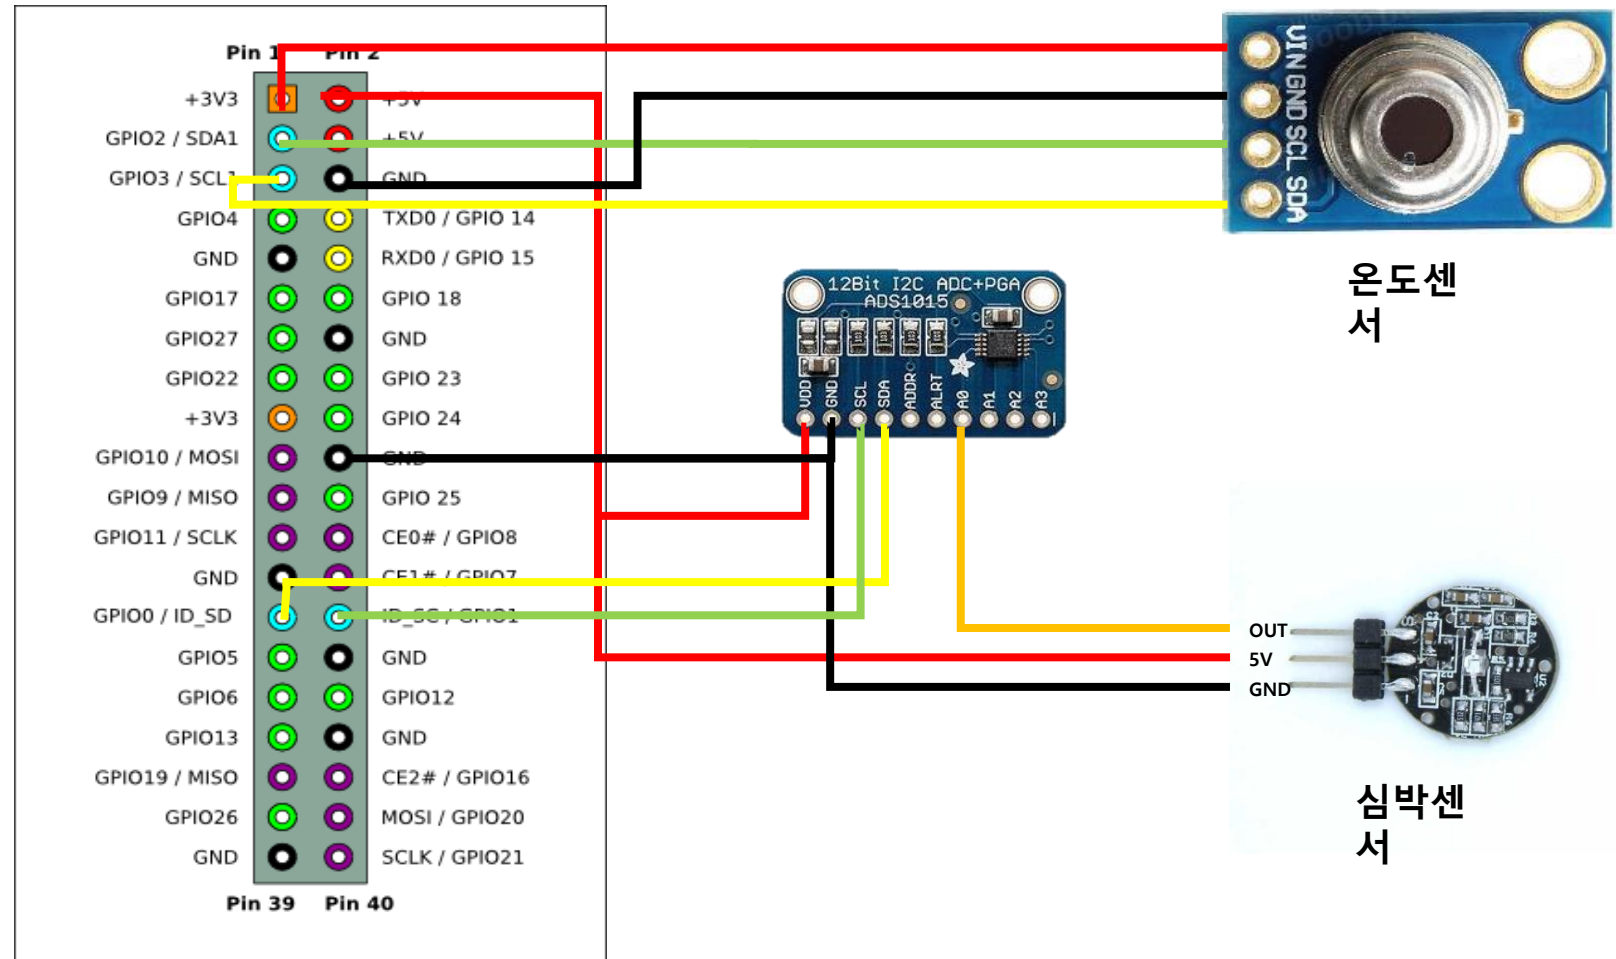 Pin 1 Pin 2
+3V3 +5V
GPIO2 / SDA1 +5V
GPIO3 / SCL1 GND
GPIO4 TXD0 / GPIO 14
GND RXD0 / GPIO 15
GPIO17 GPIO 18
GPIO27 GND
GPIO22 GPIO 23
+3V3 GPIO 24
GPIO10 / MOSI GND
GPIO9 / MISO GPIO 25
GPIO11 / SCLK CE0# / GPIO8
GND CE1# / GPIO7
GPIO0 / ID_SD ID_SC / GPIO1
GPIO5 GND
GPIO6 GPIO12
GPIO13 GND
GPIO19 / MISO CE2# / GPIO16
GPIO26 MOSI / GPIO20
GND SCLK / GPIO21
Pin 39 Pin 40
VIN GND SCL SDA
온도센
서
12Bit I2C ADC+PGA
ADS1015
VDD GND SCL SDA ADDR ALRT A0 A1 A2 A3
OUT
5V
GND
심박센
서